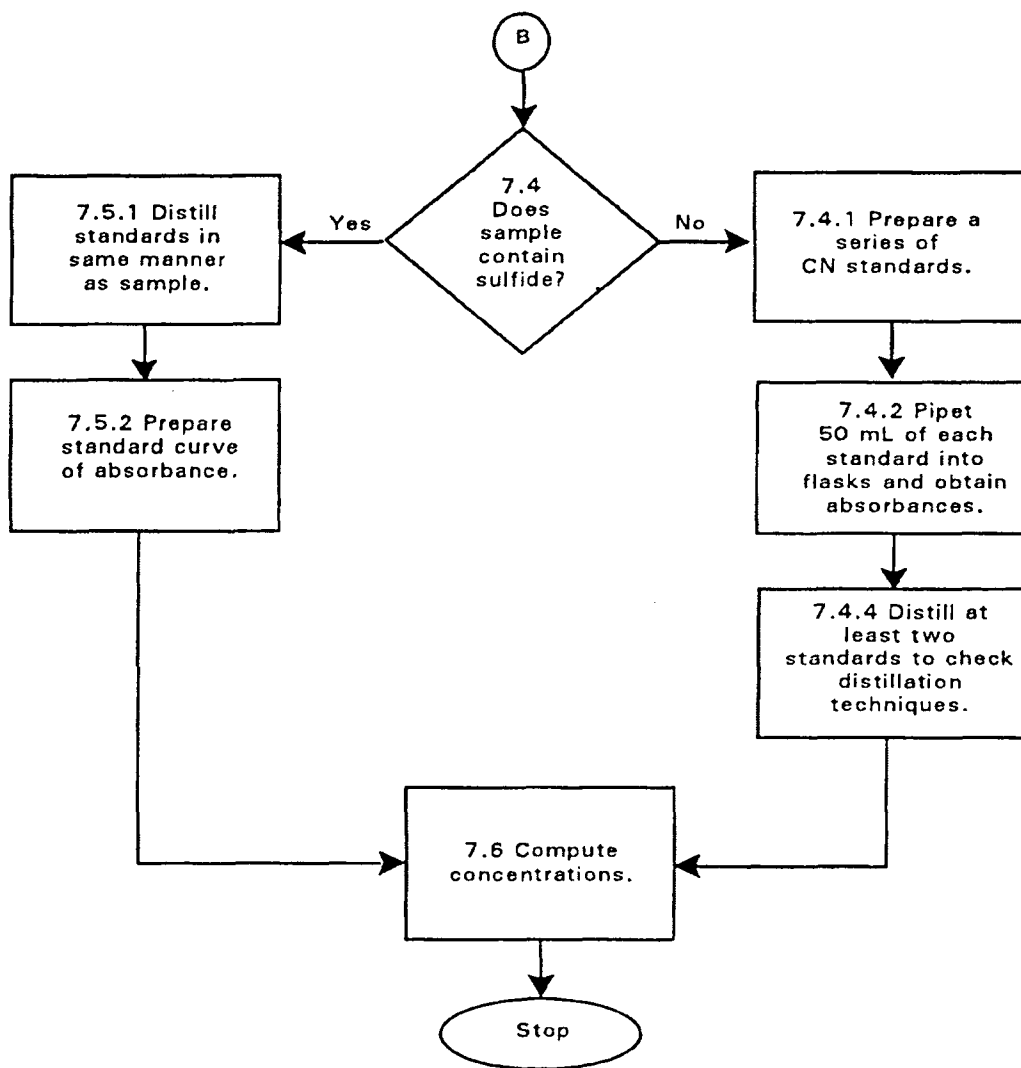 B
7.4
Does
sample
contain
sulfide?
Yes
No
7.5.1 Distill
standards in
same manner
as sample.
7.5.2 Prepare
standard curve
of absorbance.
7.4.1 Prepare a
series of
CN standards.
7.4.2 Pipet
50 mL of each
standard into
flasks and obtain
absorbances.
7.4.4 Distill at
least two
standards to check
distillation
techniques.
7.6 Compute
concentrations.
Stop